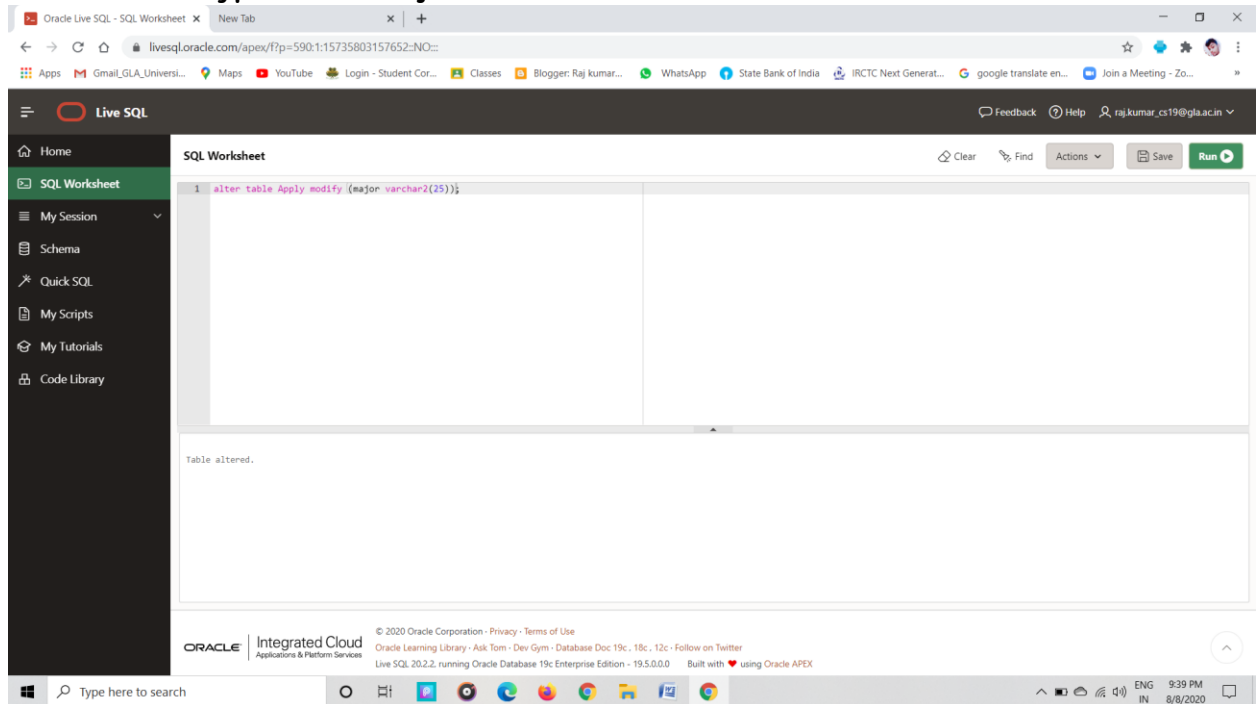 Oracle Live SQL - SQL Worksheet
New Tab
livesql.oracle.com/apex/f?p=590:1:15735803157652::NO:::
Apps
Gmail_GLA_Universi...
Maps
YouTube
Login - Student Cor...
Classes
Blogger: Raj kumar...
WhatsApp
State Bank of India
IRCTC Next Generat...
google translate en...
Join a Meeting - Zo...
»
Live SQL
Feedback
Help
raj.kumar_cs19@gla.ac.in
Home
SQL Worksheet
My Session
Schema
Quick SQL
My Scripts
My Tutorials
Code Library
SQL Worksheet
Clear
Find
Actions
Save
Run
1 alter table Apply modify (major varchar2(25));
Table altered.
ORACLE
Integrated Cloud
Applications & Platform Services
© 2020 Oracle Corporation · Privacy · Terms of Use
Oracle Learning Library · Ask Tom · Dev Gym · Database Doc 19c, 18c, 12c · Follow on Twitter
Live SQL 20.2.2, running Oracle Database 19c Enterprise Edition - 19.5.0.0.0 Built with ❤ using Oracle APEX
Type here to search
ENG
IN
9:39 PM
8/8/2020